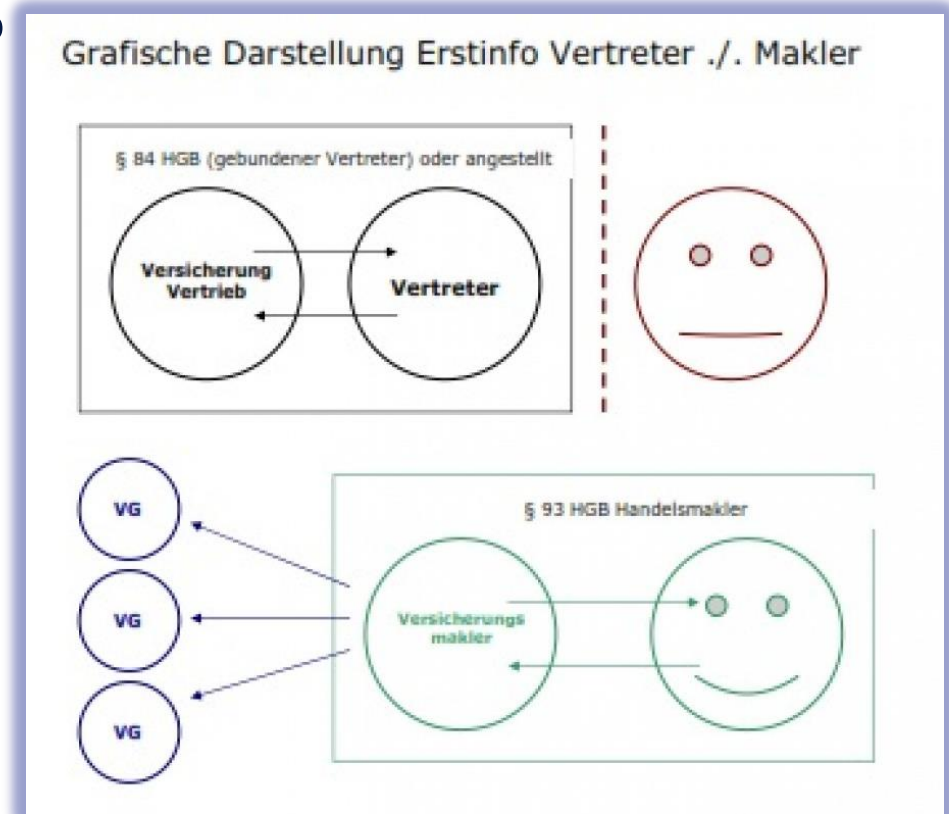 Grafische Darstellung Erstinfo Vertreter ./. Makler
§ 84 HGB (gebundener Vertreter) oder angestellt
Versicherung
Vertrieb
Vertreter
VG
§ 93 HGB Handelsmakler
VG
Versicherungs
makler
VG